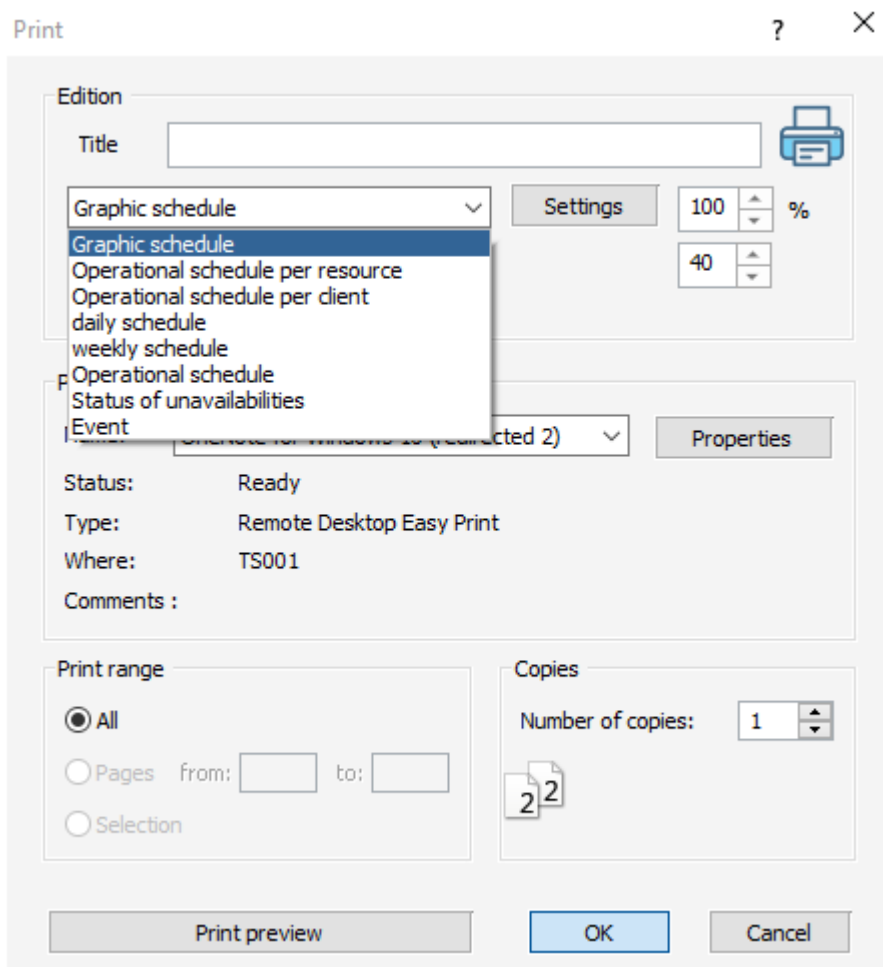 Print ?
Edition
Title
Graphic schedule Settings 100 %
Graphic schedule
Operational schedule per resource 40
Operational schedule per client
daily schedule
weekly schedule
Operational schedule
Status of unavailabilities
Event
Properties
Status: Ready
Type: Remote Desktop Easy Print
Where: TS001
Comments :
Print range
All
Pages from: to:
Selection
Copies
Number of copies: 1
2 2
Print preview OK Cancel